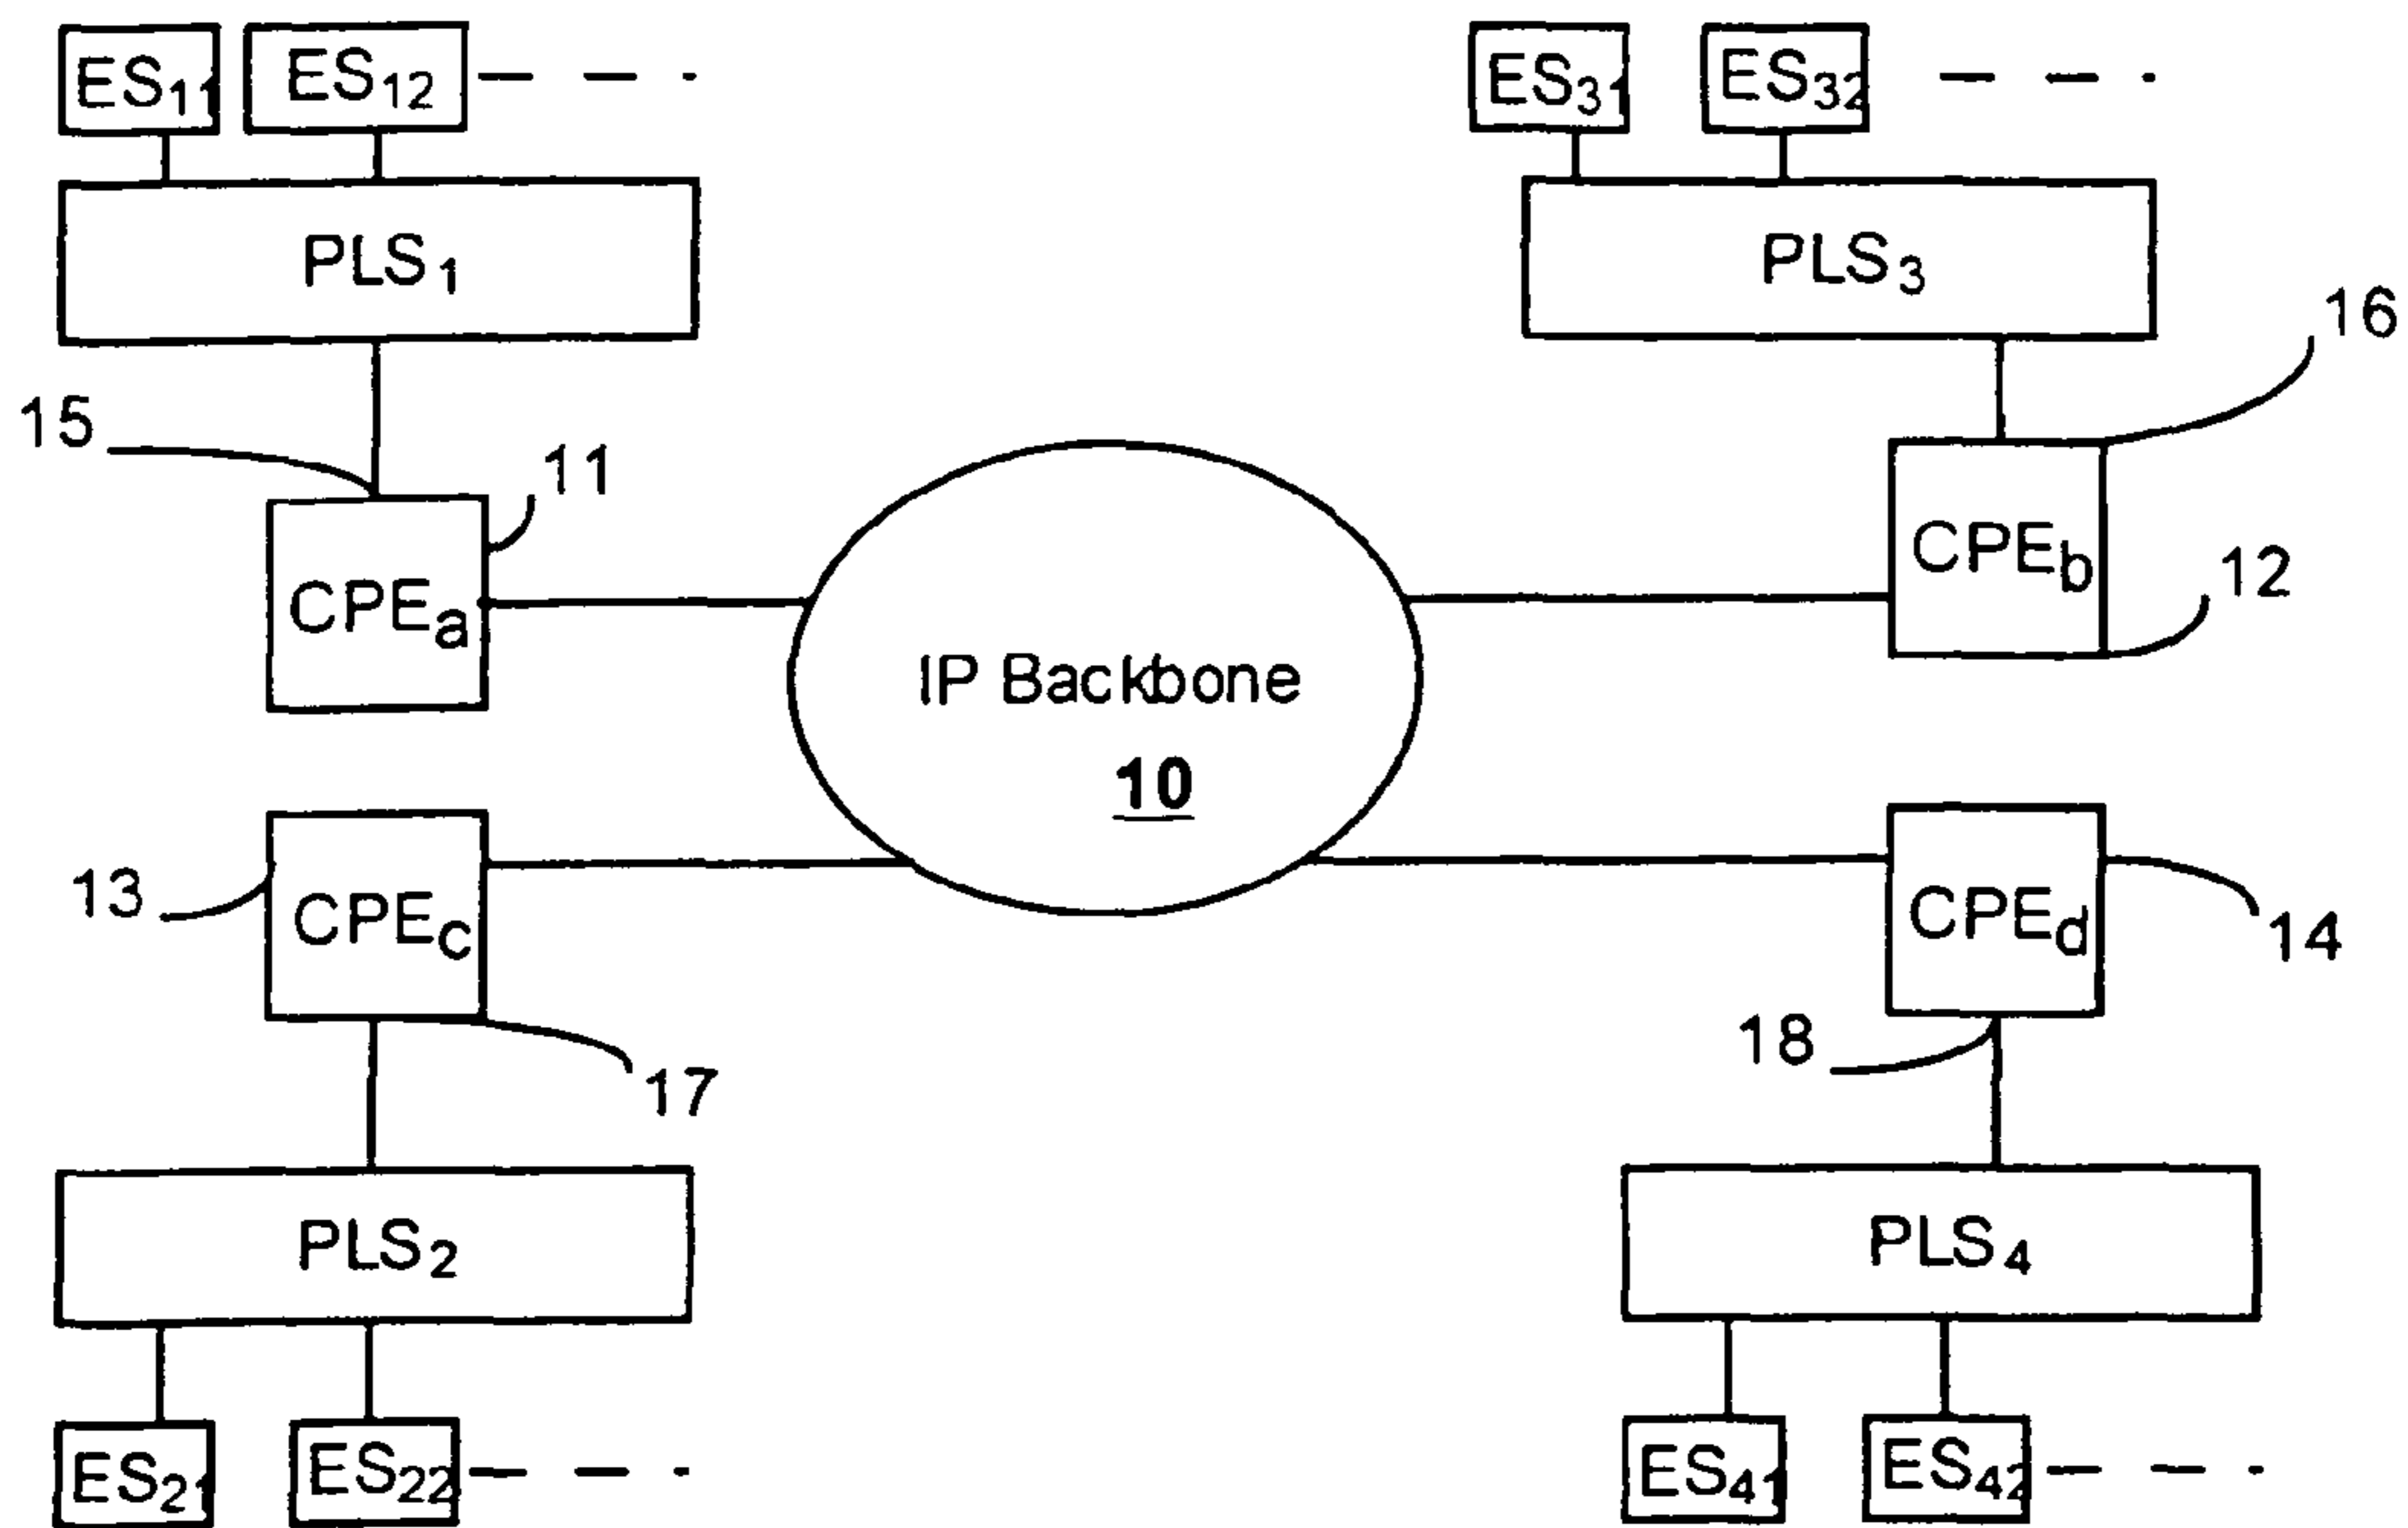 ES11 ES12 ES31 ES32
PLS1 PLS3
16
15
11
CPEa CPEb
12
IP Backbone
10
13
CPEc CPEd
14
18
17
PLS2 PLS4
ES21 ES22 ES41 ES42